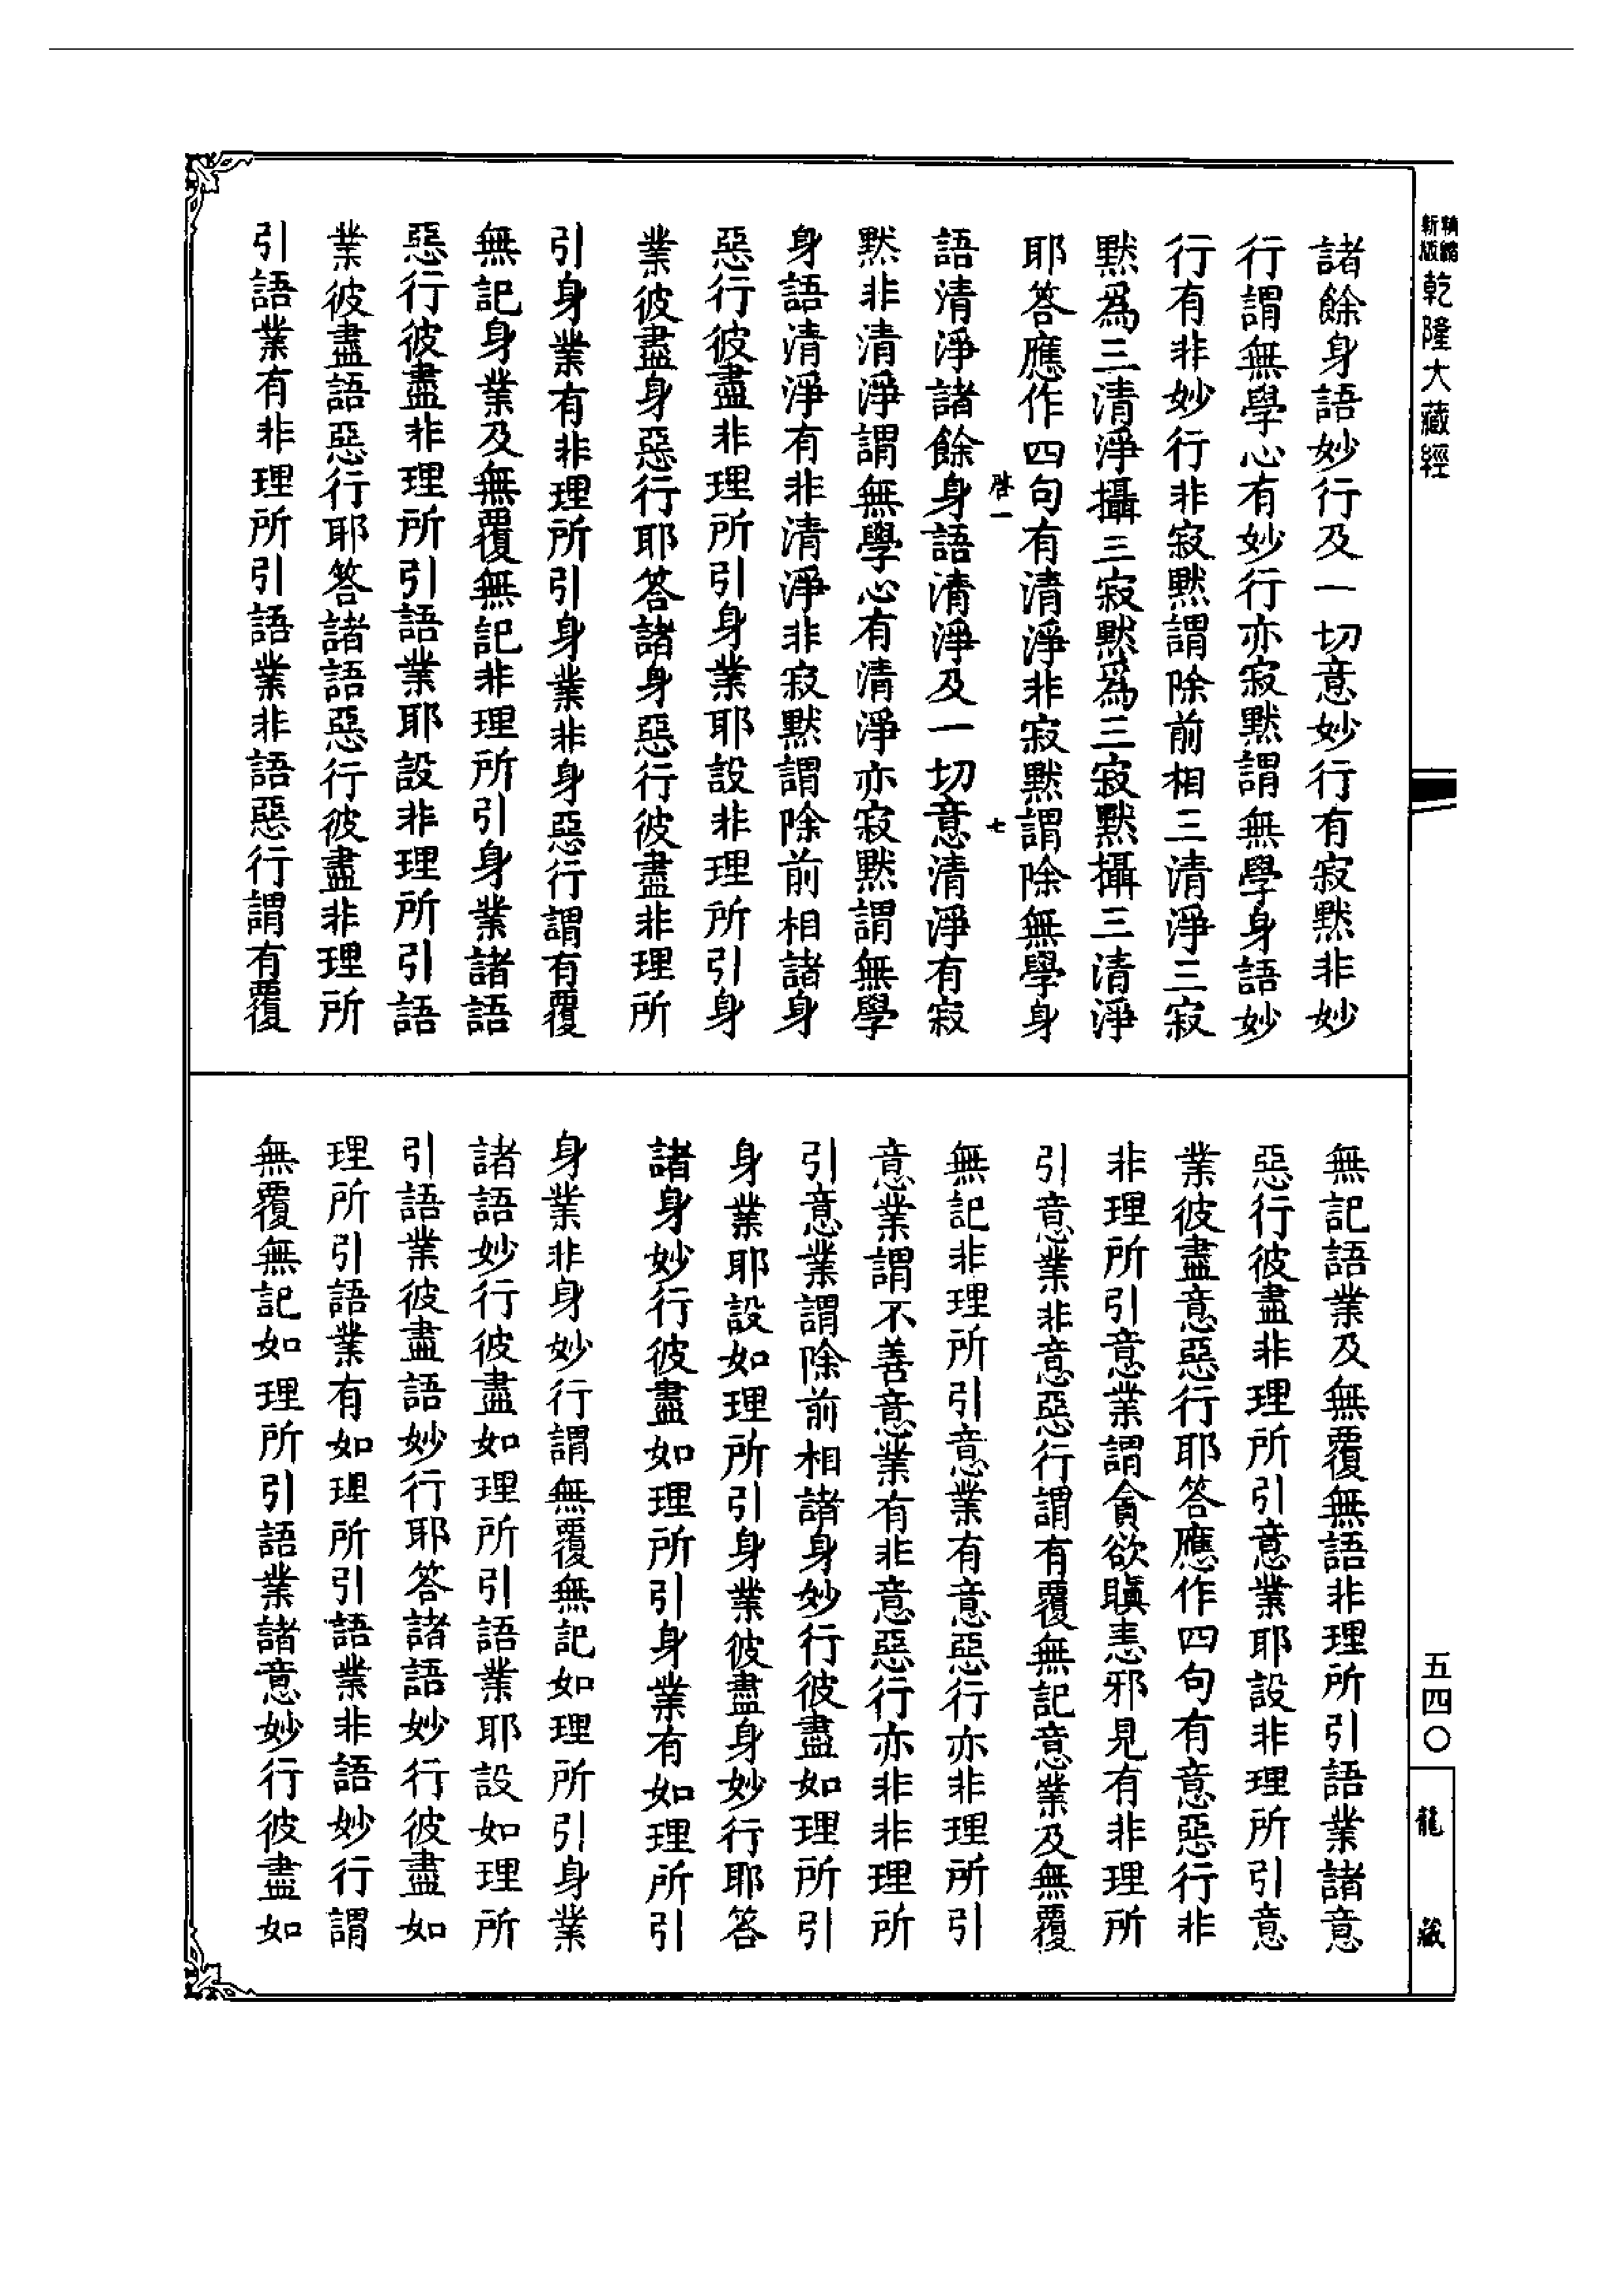 精縮新版 乾隆大藏經
諸餘身語妙行及一切意妙行有寂默非妙
行謂無學心有妙行亦寂默謂無學身語妙
行有非妙行非寂默謂除前相三清淨三寂
默為三清淨攝三寂默為三寂默攝三清淨
耶答應作四句有清淨非寂默謂除無學身
啓一 七
語清淨諸餘身語清淨及一切意清淨有寂
默非清淨謂無學心有清淨亦寂默謂無學
身語清淨有非清淨非寂默謂除前相諸身
惡行彼盡非理所引身業耶設非理所引身
業彼盡身惡行耶答諸身惡行彼盡非理所
引身業有非理所引身業非身惡行謂有覆
無記身業及無覆無記非理所引身業諸語
惡行彼盡非理所引語業耶設非理所引語
業彼盡語惡行耶答諸語惡行彼盡非理所
引語業有非理所引語業非語惡行謂有覆
無記語業及無覆無語非理所引語業諸意
惡行彼盡非理所引意業耶設非理所引意
業彼盡意惡行耶答應作四句有意惡行非
非理所引意業謂貪欲瞋恚邪見有非理所
引意業非意惡行謂有覆無記意業及無覆
無記非理所引意業有意惡行亦非理所引
意業謂不善意業有非意惡行亦非非理所
引意業謂除前相諸身妙行彼盡如理所引
身業耶設如理所引身業彼盡身妙行耶答
諸身妙行彼盡如理所引身業有如理所引
身業非身妙行謂無覆無記如理所引身業
諸語妙行彼盡如理所引語業耶設如理所
引語業彼盡語妙行耶答諸語妙行彼盡如
理所引語業有如理所引語業非語妙行謂
無覆無記如理所引語業諸意妙行彼盡如
五四〇
龍藏